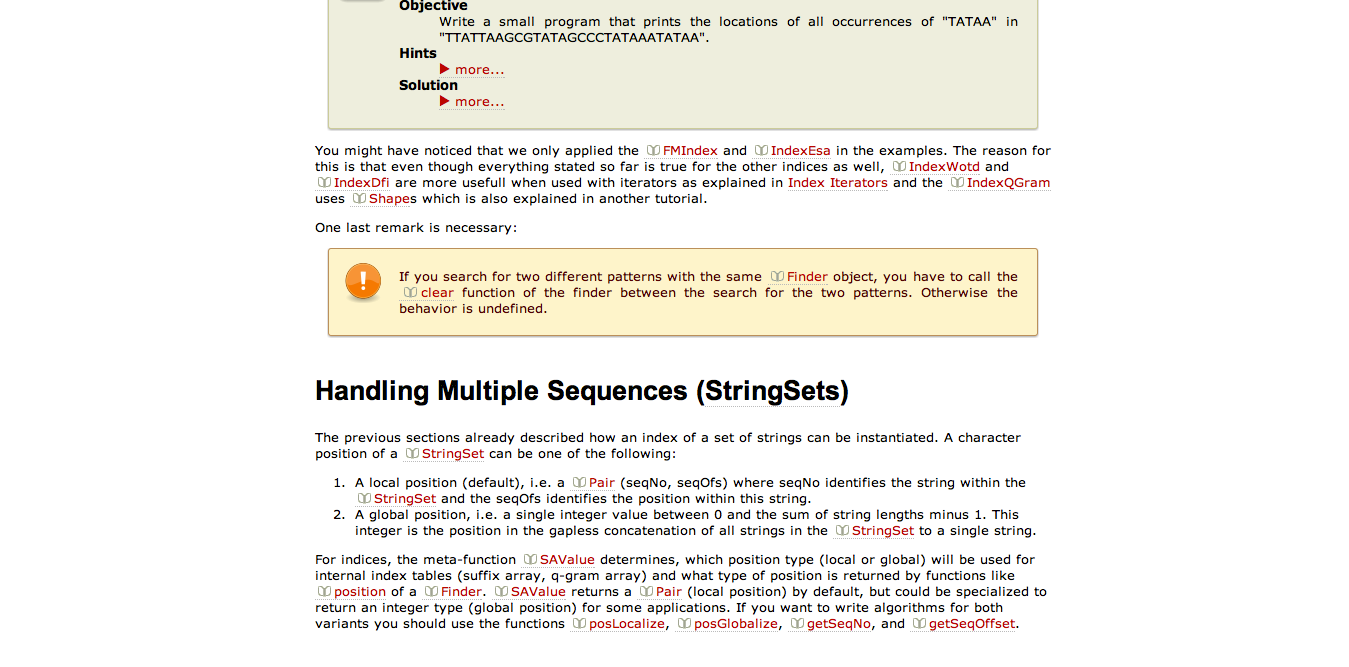 Objective
Write a small program that prints the locations of all occurrences of "TATAA" in
"TTATTAAGCGTATAGCCCTATAAATATAA".
Hints
more...
Solution
more...
You might have noticed that we only applied the FMIndex and IndexEsa in the examples. The reason for
this is that even though everything stated so far is true for the other indices as well, IndexWotd and
IndexDfi are more usefull when used with iterators as explained in Index Iterators and the IndexQGram
uses Shapes which is also explained in another tutorial.
One last remark is necessary:
If you search for two different patterns with the same Finder object, you have to call the
clear function of the finder between the search for the two patterns. Otherwise the
behavior is undefined.
Handling Multiple Sequences (StringSets)
The previous sections already described how an index of a set of strings can be instantiated. A character
position of a StringSet can be one of the following:
1. A local position (default), i.e. a Pair (seqNo, seqOfs) where seqNo identifies the string within the
StringSet and the seqOfs identifies the position within this string.
2. A global position, i.e. a single integer value between 0 and the sum of string lengths minus 1. This
integer is the position in the gapless concatenation of all strings in the StringSet to a single string.
For indices, the meta-function SAValue determines, which position type (local or global) will be used for
internal index tables (suffix array, q-gram array) and what type of position is returned by functions like
position of a Finder. SAValue returns a Pair (local position) by default, but could be specialized to
return an integer type (global position) for some applications. If you want to write algorithms for both
variants you should use the functions posLocalize, posGlobalize, getSeqNo, and getSeqOffset.